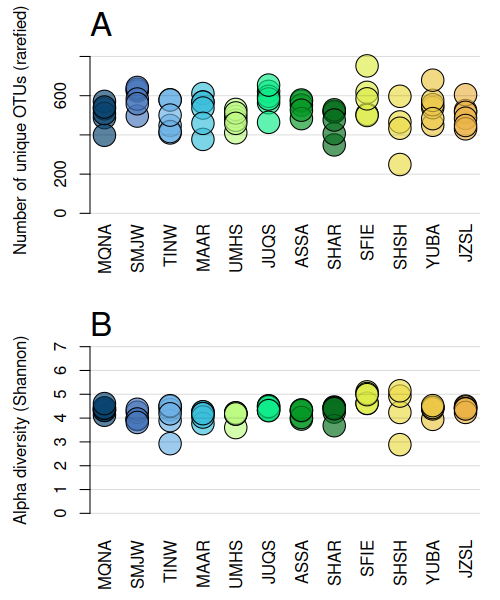 A
Number of unique OTUs (rarefied)
600
200
0
MQNA SMJW TINW MAAR UMHS JUQS ASSA SHAR SFIE SHSH YUBA JZSL
B
Alpha diversity (Shannon)
7
6
5
4
3
2
1
0
MQNA SMJW TINW MAAR UMHS JUQS ASSA SHAR SFIE SHSH YUBA JZSL